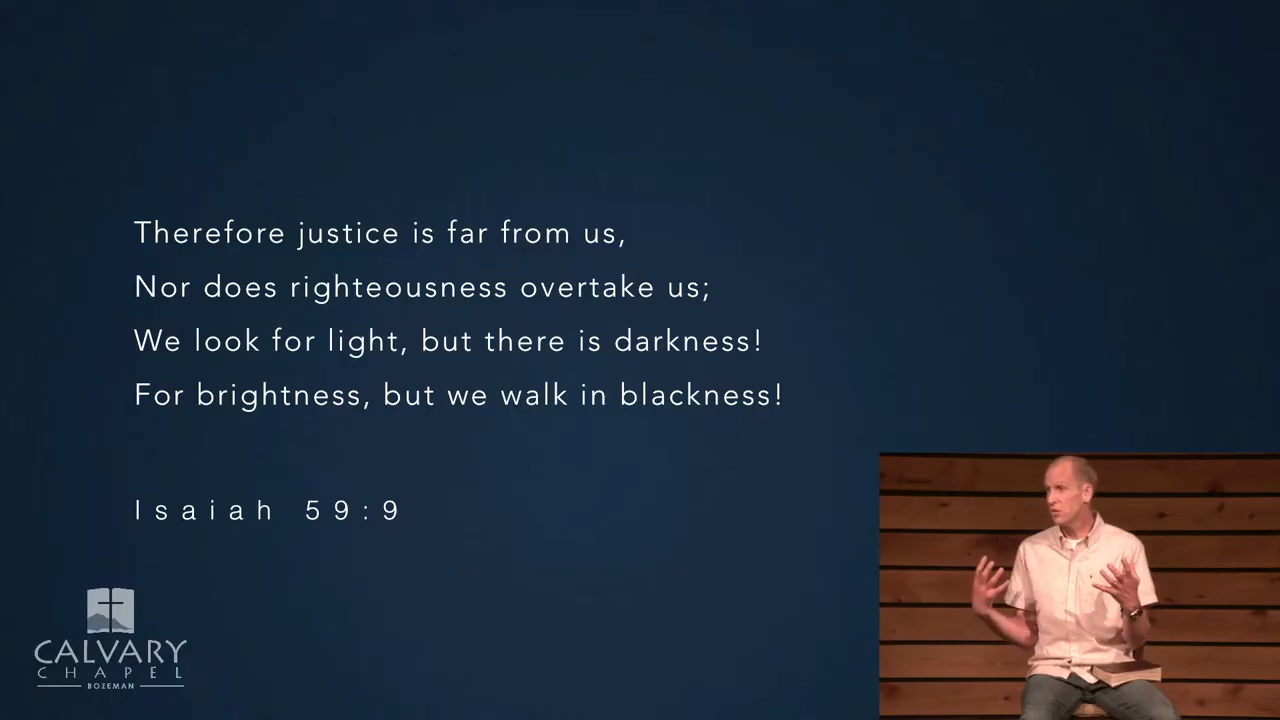 Therefore justice is far from us,
Nor does righteousness overtake us;
We look for light, but there is darkness!
For brightness, but we walk in blackness!
Isaiah 59:9
CALVARY
CHAPEL
BOZEMAN